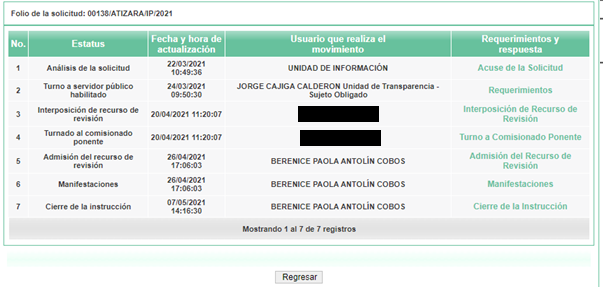 Folio de la solicitud: 00138/ATIZARA/IP/2021
No. Estatus Fecha y hora de actualización Usuario que realiza el movimiento Requerimientos y respuesta
1 Análisis de la solicitud 22/03/2021 10:49:36 UNIDAD DE INFORMACIÓN Acuse de la Solicitud
2 Turno a servidor público habilitado 24/03/2021 09:50:30 JORGE CAJIGA CALDERON Unidad de Transparencia - Sujeto Obligado Requerimientos
3 Interposición de recurso de revisión 20/04/2021 11:20:07 Interposición de Recurso de Revisión
4 Turnado al comisionado ponente 20/04/2021 11:20:07 Turno a Comisionado Ponente
5 Admisión del recurso de revisión 26/04/2021 17:06:03 BERENICE PAOLA ANTOLÍN COBOS Admisión del Recurso de Revisión
6 Manifestaciones 26/04/2021 17:06:03 BERENICE PAOLA ANTOLÍN COBOS Manifestaciones
7 Cierre de la instrucción 07/05/2021 14:16:30 BERENICE PAOLA ANTOLÍN COBOS Cierre de la Instrucción
Mostrando 1 al 7 de 7 registros
Regresar